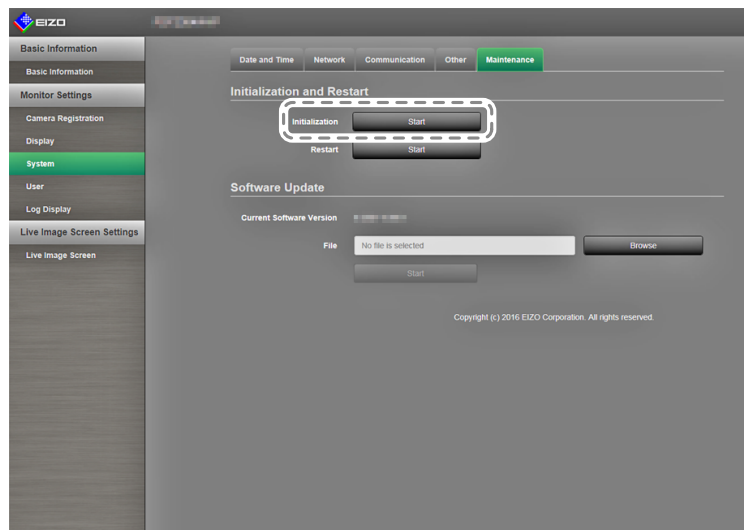 EIZO
Basic Information
Basic Information
Monitor Settings
Camera Registration
Display
System
User
Log Display
Live Image Screen Settings
Live Image Screen
Date and Time Network Communication Other Maintenance
Initialization and Restart
Initialization Start
Restart Start
Software Update
Current Software Version
File No file is selected Browse
Start
Copyright (c) 2016 EIZO Corporation. All rights reserved.